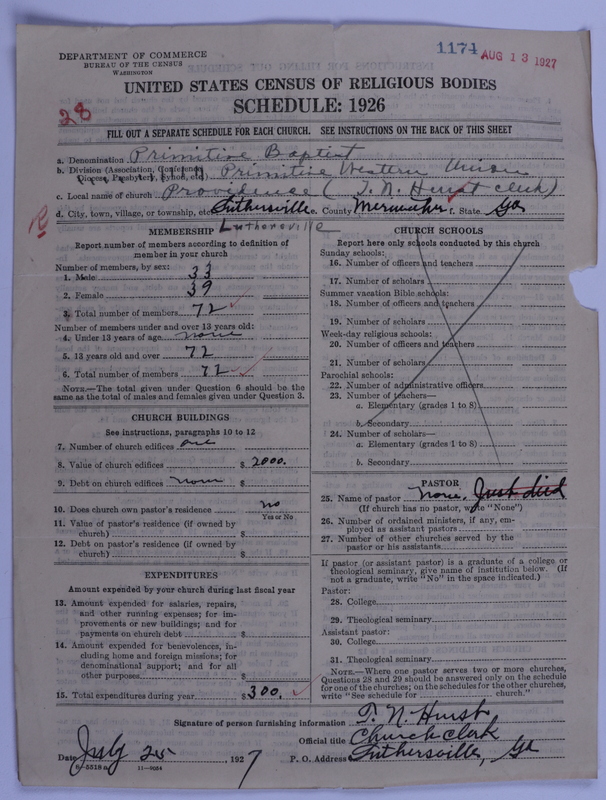 1174 AUG 13 1927
DEPARTMENT OF COMMERCE
BUREAU OF THE CENSUS
WASHINGTON
UNITED STATES CENSUS OF RELIGIOUS BODIES
28
SCHEDULE: 1926
FILL OUT A SEPARATE SCHEDULE FOR EACH CHURCH. SEE INSTRUCTIONS ON THE BACK OF THIS SHEET
a. Denomination Primitive Baptist
b. Division (Association, Conference, Diocese, Presbytery, Synod, etc.) Primitive Western Union
c. Local name of church Providence (T. N. Hurst clerk)
d. City, town, village, or township, etc. Luthersville e. County Meriwether f. State Ga
Luthersville
MEMBERSHIP
Report number of members according to definition of member in your church
Number of members, by sex:
1. Male 33
2. Female 39
3. Total number of members 72
Number of members under and over 13 years old:
4. Under 13 years of age none
5. 13 years old and over 72
6. Total number of members 72
NOTE.—The total given under Question 6 should be the same as the total of males and females given under Question 3.
CHURCH BUILDINGS
See instructions, paragraphs 10 to 12
7. Number of church edifices one
8. Value of church edifices $ 2000.
9. Debt on church edifices none $
10. Does church own pastor's residence no
Yes or No
11. Value of pastor's residence (if owned by church) $
12. Debt on pastor's residence (if owned by church) $
EXPENDITURES
Amount expended by your church during last fiscal year
13. Amount expended for salaries, repairs, and other running expenses; for improvements or new buildings; and for payments on church debt $
14. Amount expended for benevolences, including home and foreign missions; for denominational support; and for all other purposes $
15. Total expenditures during year $ 300.
CHURCH SCHOOLS
Report here only schools conducted by this church
Sunday schools:
16. Number of officers and teachers
17. Number of scholars
Summer vacation Bible schools:
18. Number of officers and teachers
19. Number of scholars
Week-day religious schools:
20. Number of officers and teachers
21. Number of scholars
Parochial schools:
22. Number of administrative officers
23. Number of teachers—
a. Elementary (grades 1 to 8)
b. Secondary
24. Number of scholars—
a. Elementary (grades 1 to 8)
b. Secondary
PASTOR
25. Name of pastor None. Just died
(If church has no pastor, write "None")
26. Number of ordained ministers, if any, employed as assistant pastors
27. Number of other churches served by the pastor or his assistants
If pastor (or assistant pastor) is a graduate of a college or theological seminary, give name of institution below. (If not a graduate, write "No" in the space indicated.)
Pastor:
28. College
29. Theological seminary
Assistant pastor:
30. College
31. Theological seminary
NOTE.—Where one pastor serves two or more churches, Questions 28 and 29 should be answered only on the schedule for one of the churches; on the schedules for the other churches, write "See schedule for church."
Signature of person furnishing information T. N. Hurst
Official title Church Clerk
Date July 25, 1927 P. O. Address Luthersville, Ga
8-5518a 11-9054